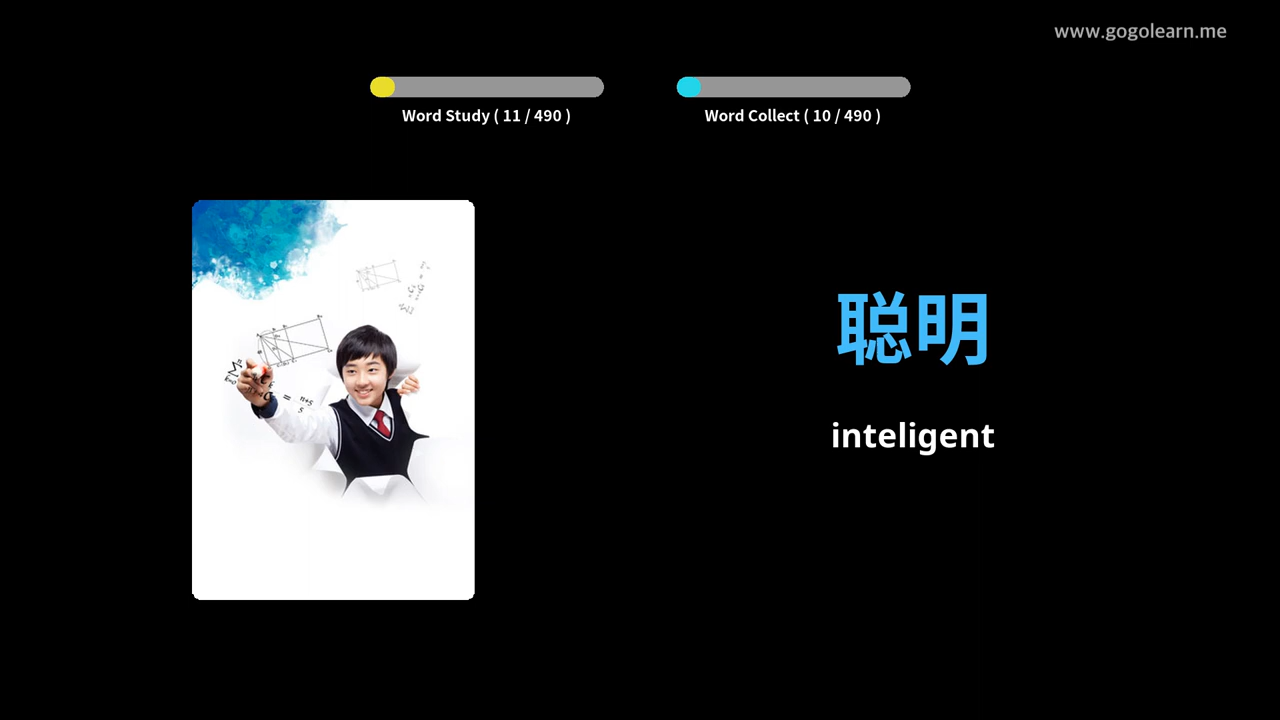 www.gogolearn.me
Word Study ( 11 / 490 )
Word Collect ( 10 / 490 )
聪明
inteligent